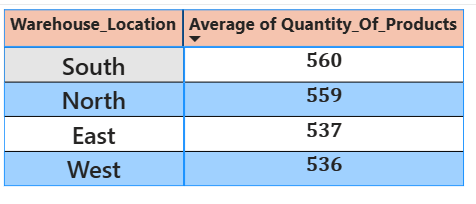 Warehouse_Location Average of Quantity_Of_Products
South 560
North 559
East 537
West 536